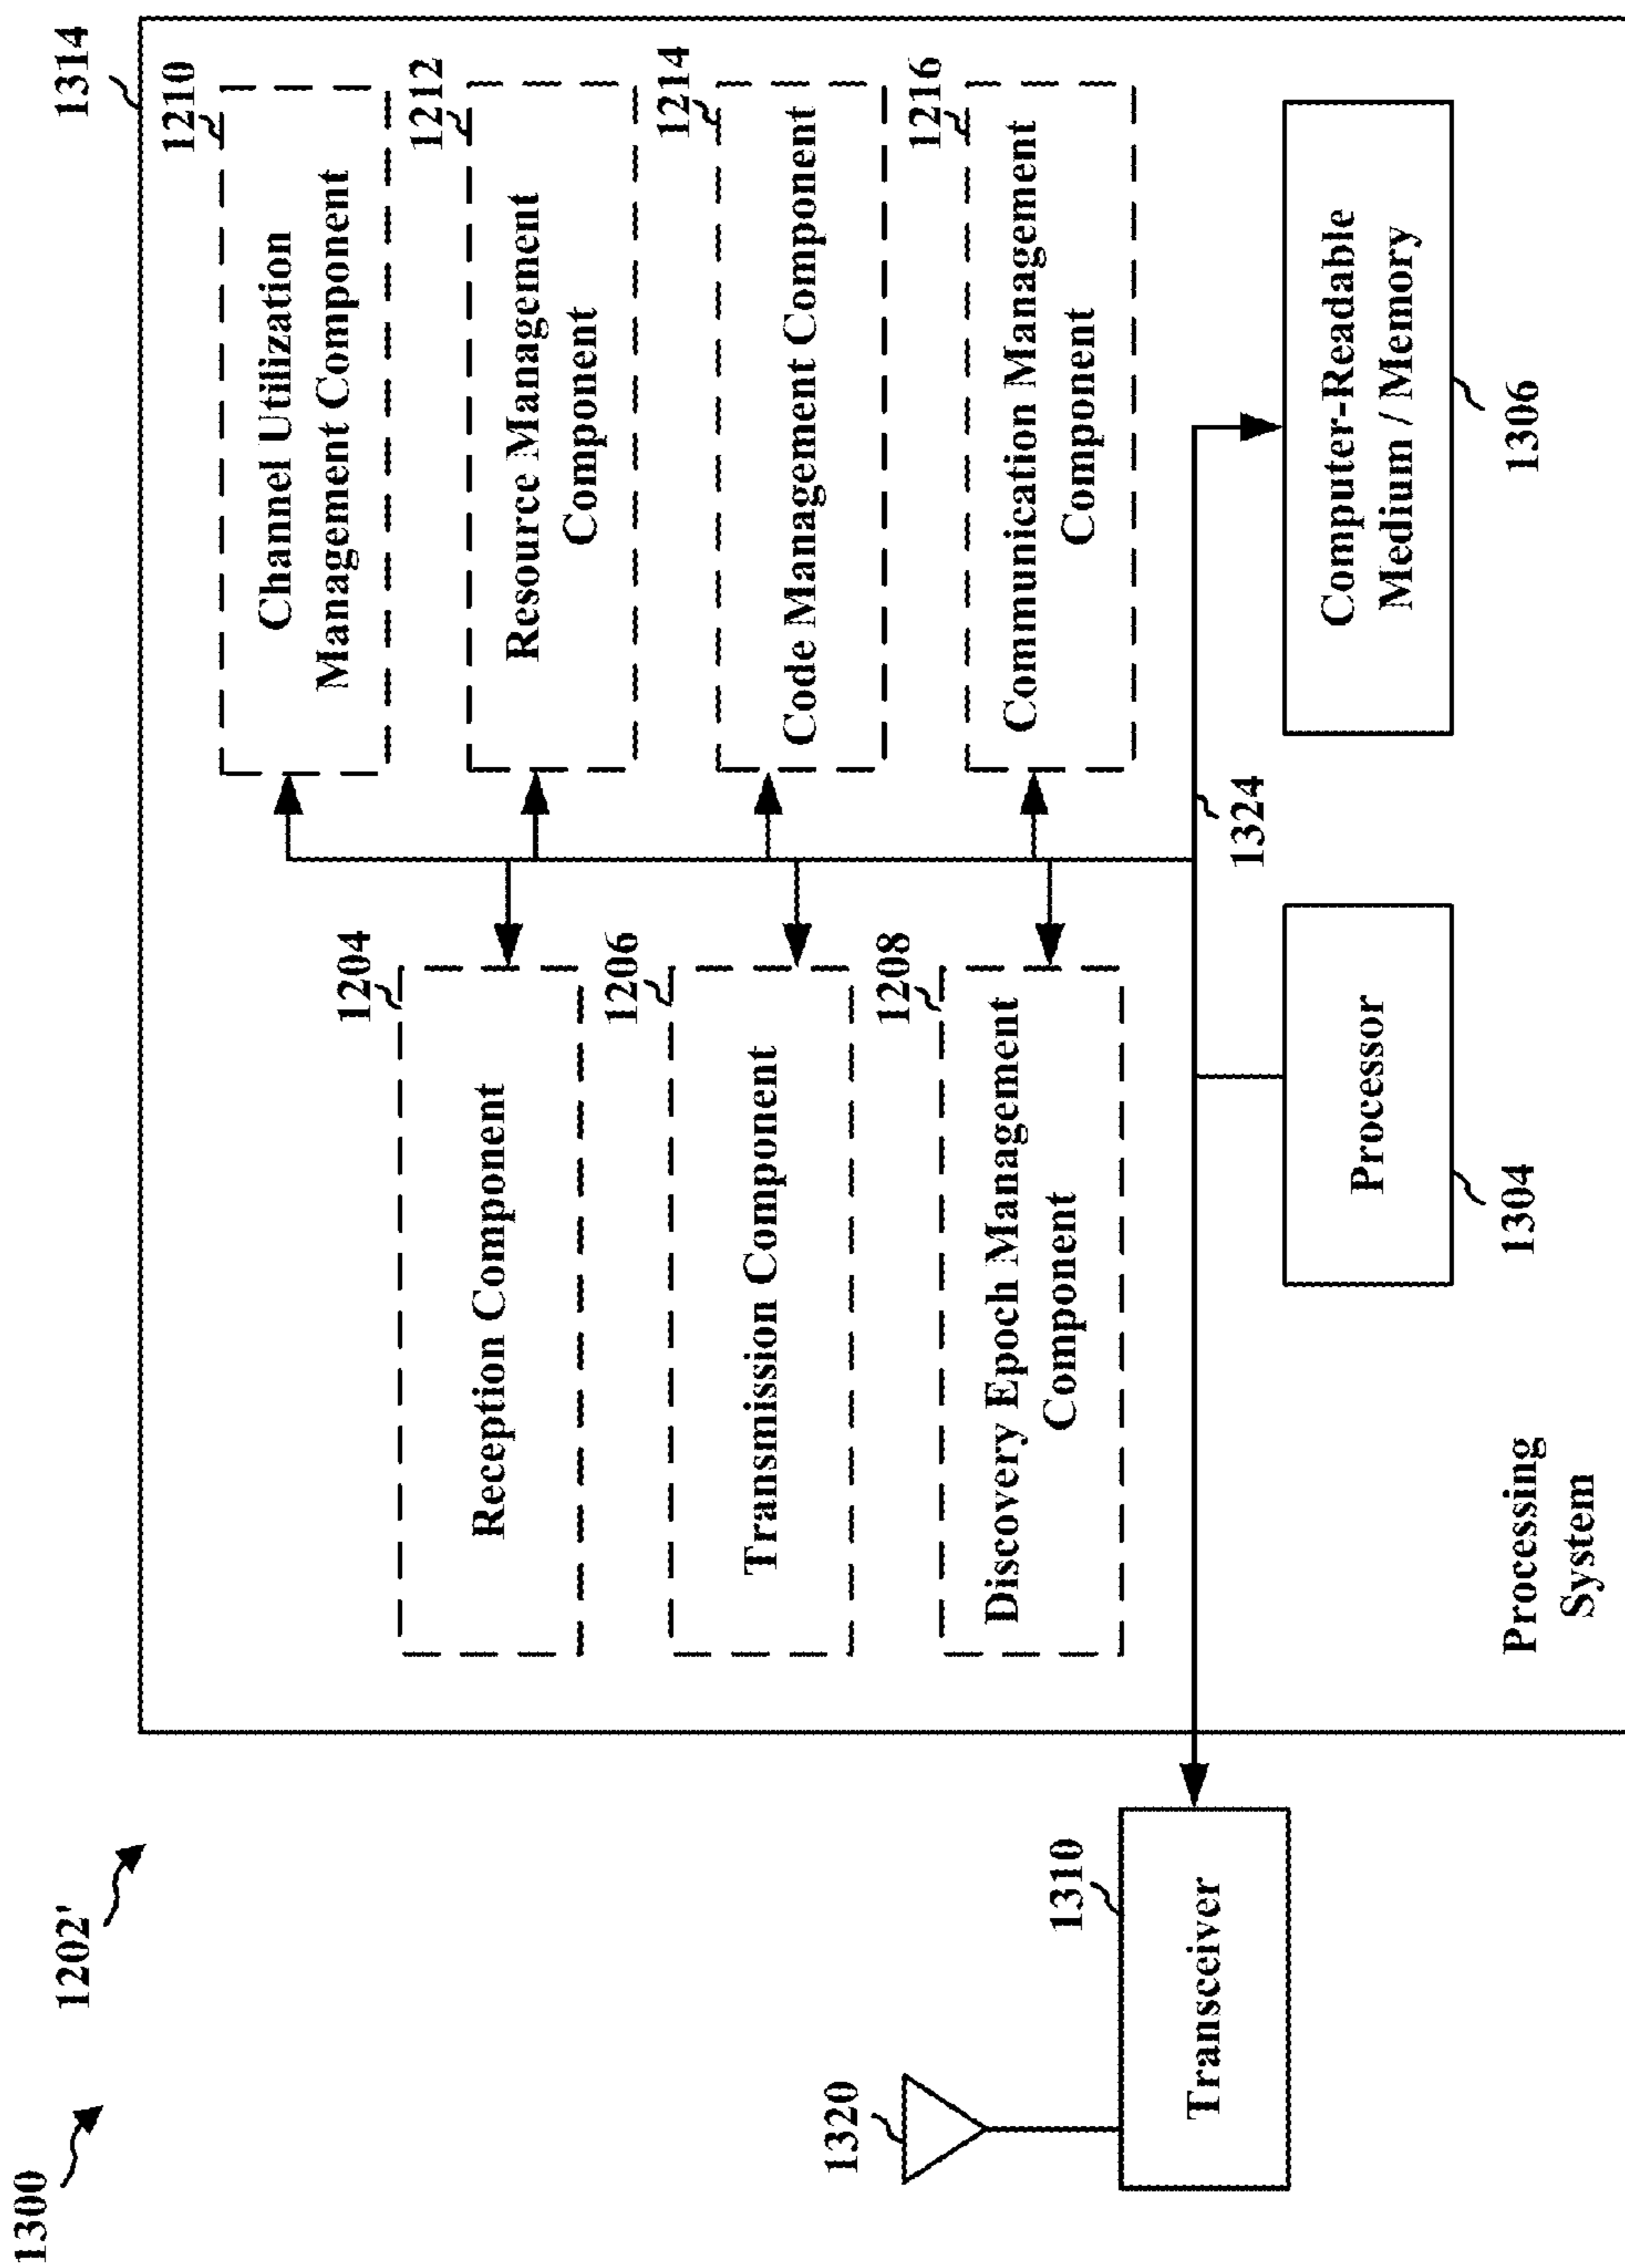 1300
1202'
1314
1204
Reception Component
1206
Transmission Component
1208
Discovery Epoch Management
Component
1210
Channel Utilization
Management Component
1212
Resource Management
Component
1214
Code Management Component
1216
Communication Management
Component
1320
1310
Transceiver
1324
Processor
1304
Computer-Readable
Medium / Memory
1306
Processing
System